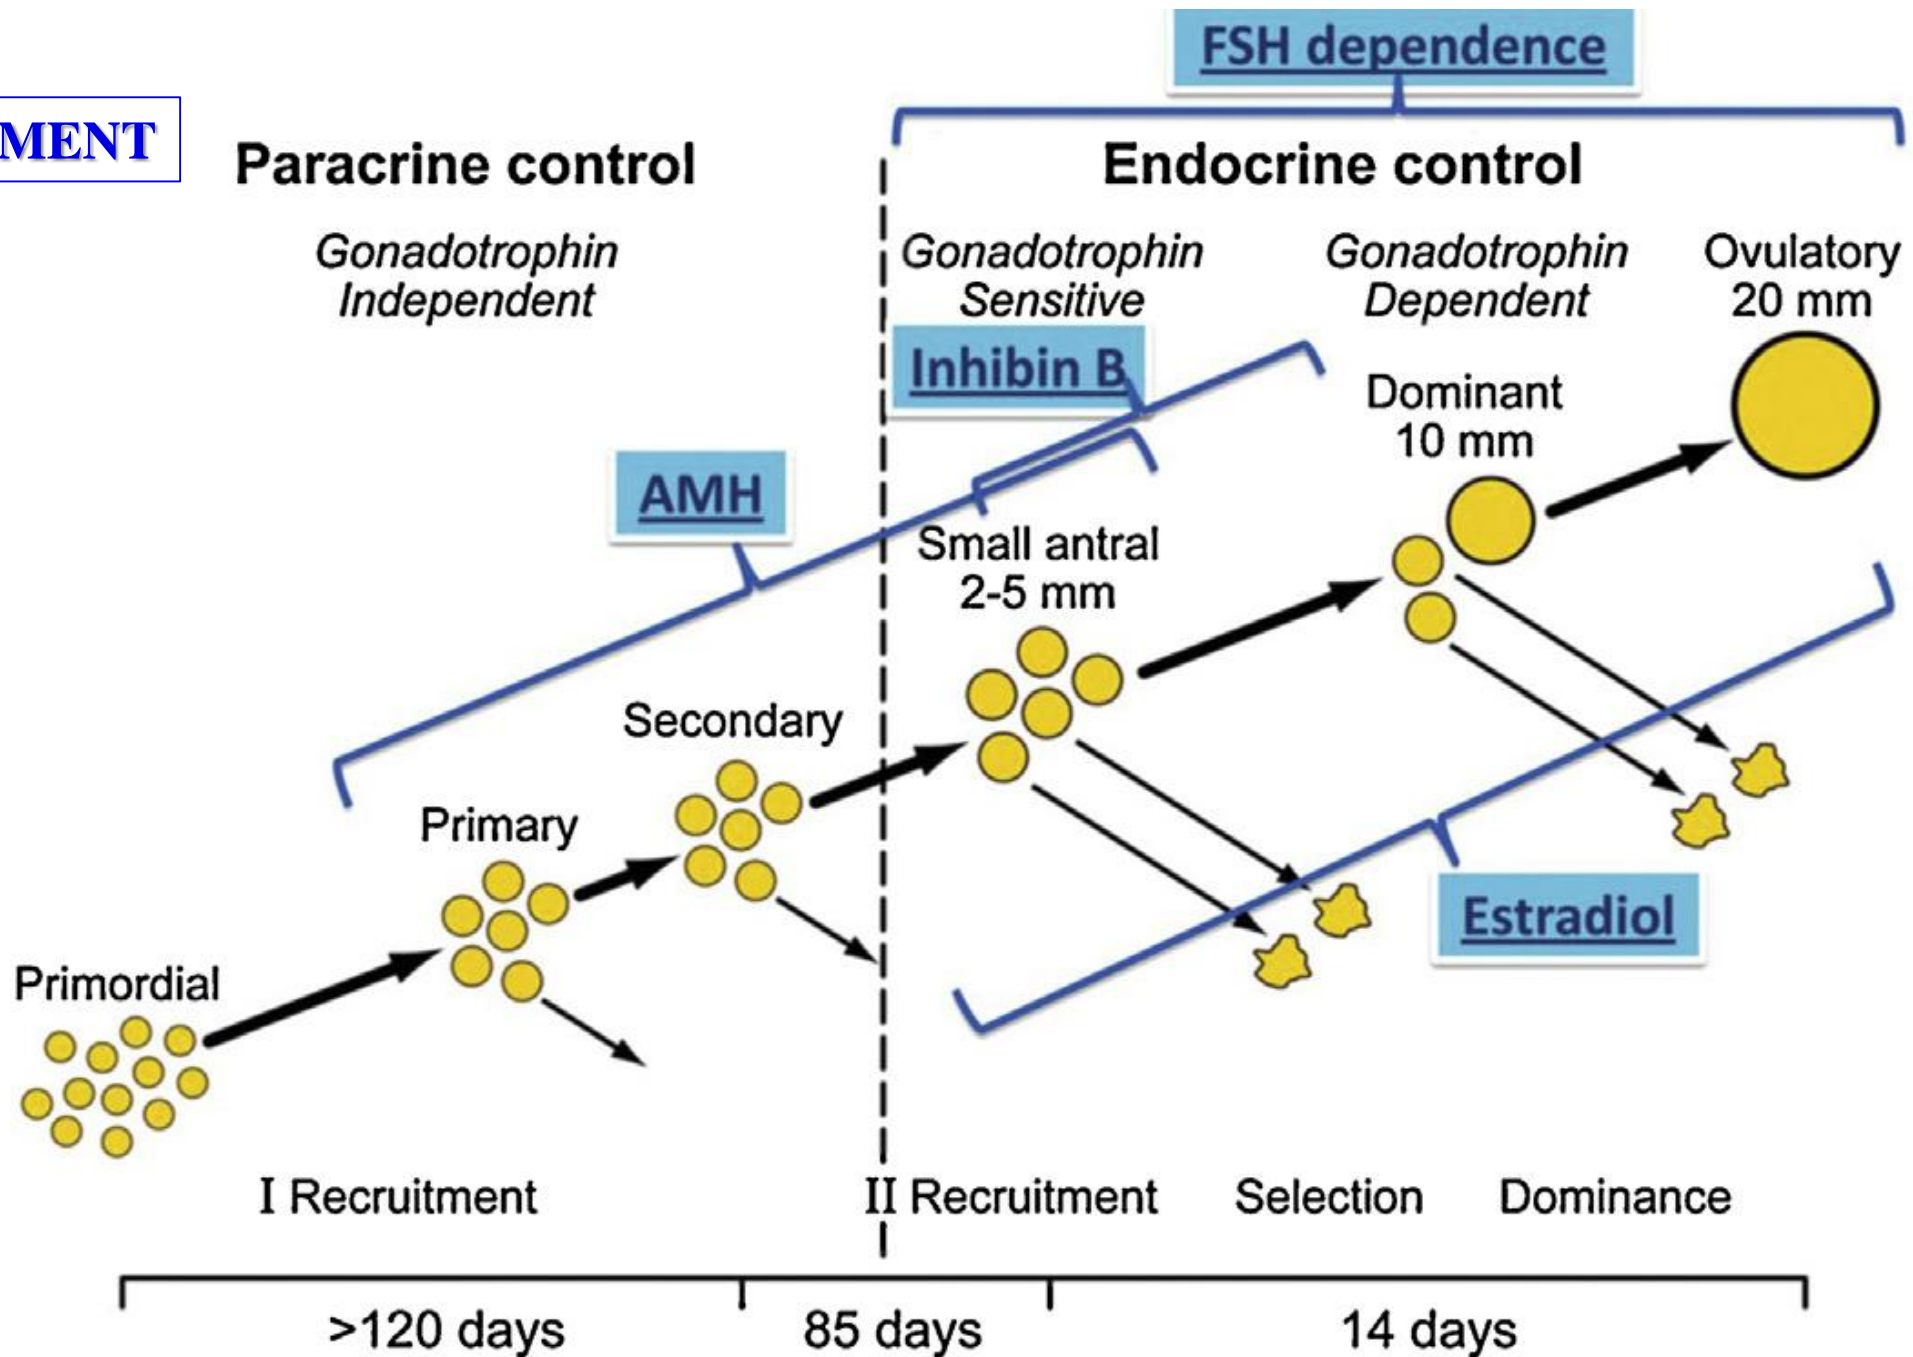 FSH dependence
MENT
Paracrine control
Endocrine control
Gonadotrophin
Independent
Gonadotrophin
Sensitive
Gonadotrophin
Dependent
Ovulatory
20 mm
Inhibin B
Dominant
10 mm
AMH
Small antral
2-5 mm
Secondary
Primary
Estradiol
Primordial
I Recruitment
II Recruitment
Selection
Dominance
>120 days
85 days
14 days